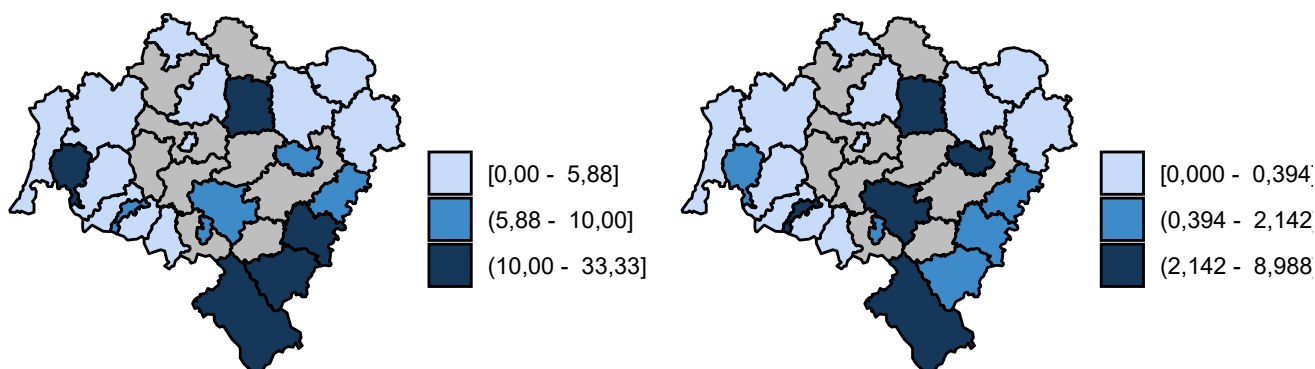 [0,00 - 5,88]
(5,88 - 10,00]
(10,00 - 33,33]
[0,000 - 0,394]
(0,394 - 2,142]
(2,142 - 8,988]